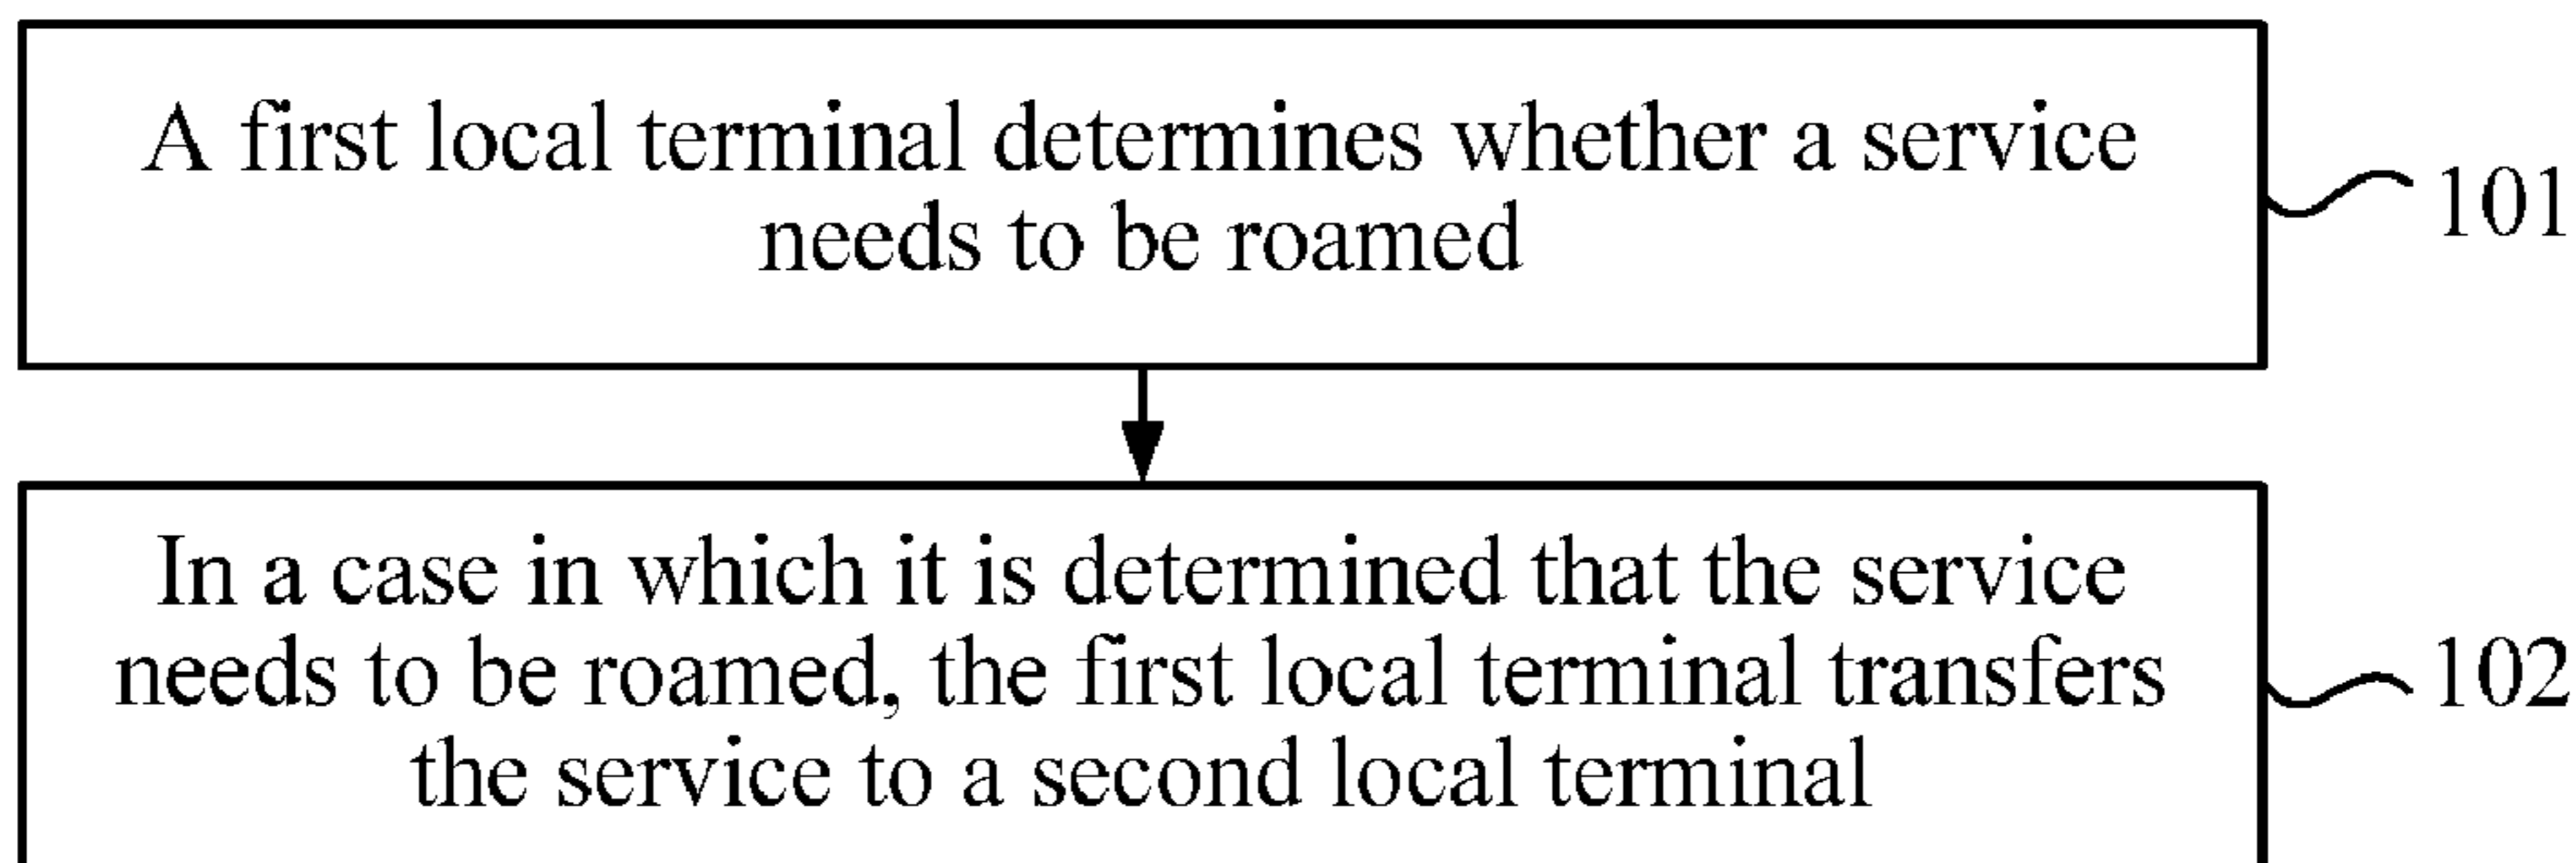 A first local terminal determines whether a service
needs to be roamed
101
In a case in which it is determined that the service
needs to be roamed, the first local terminal transfers
the service to a second local terminal
102